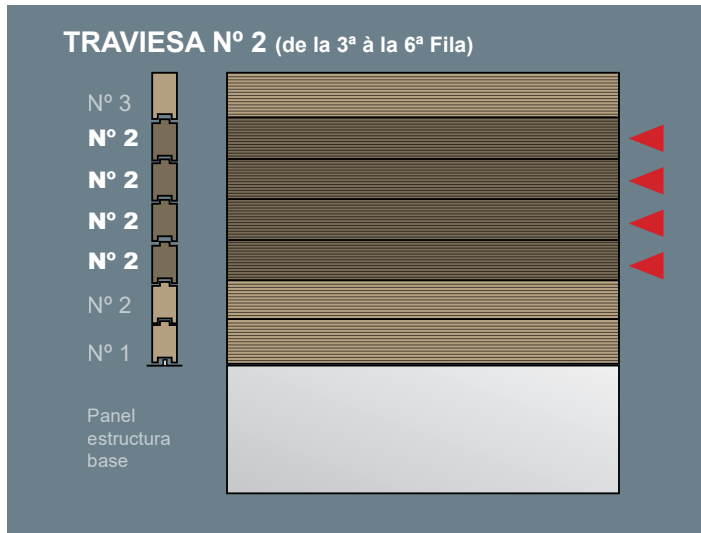 TRAVIESA Nº 2 (de la 3ª à la 6ª Fila)
Nº 3
Nº 2
Nº 2
Nº 2
Nº 2
Nº 2
Nº 1
Panel
estructura
base